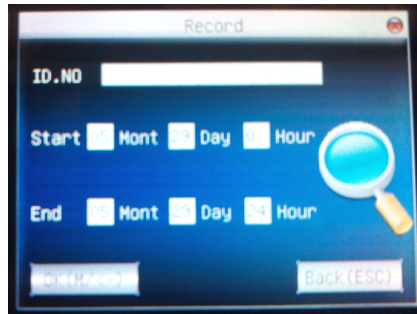 Record
ID.NO
Start 05 Mont 29 Day 0 Hour
End 05 Mont 29 Day 24 Hour
OK(M/<-) Back(ESC)